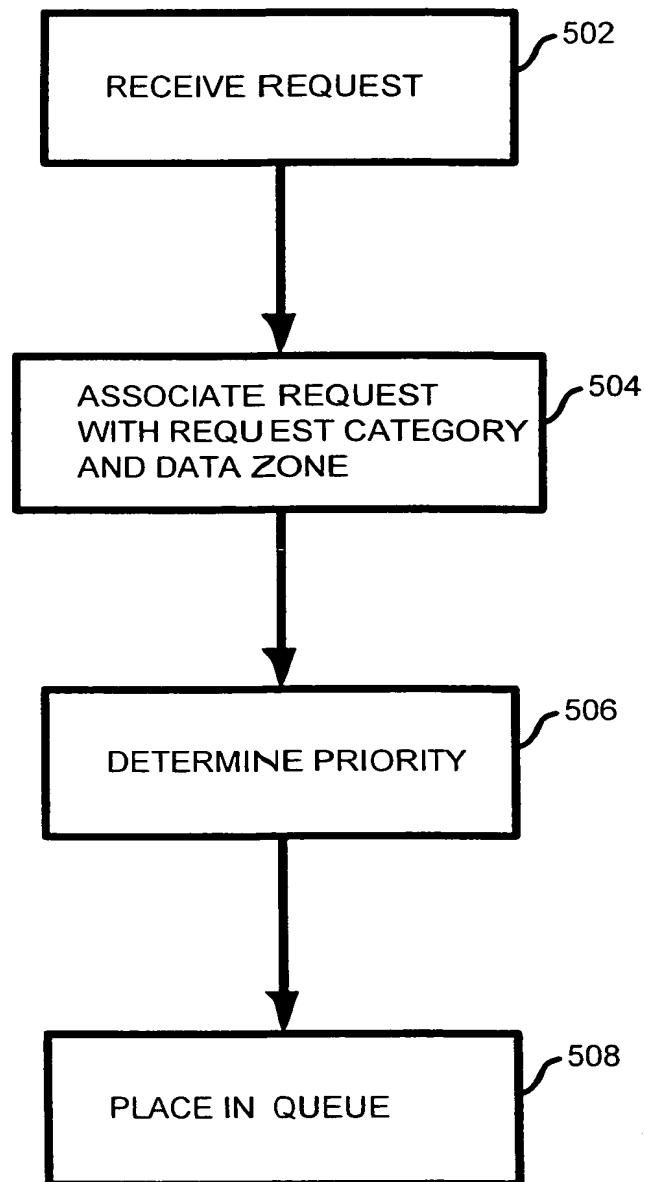 502
RECEIVE REQUEST
504
ASSOCIATE REQUEST
WITH REQUEST CATEGORY
AND DATA ZONE
506
DETERMINE PRIORITY
508
PLACE IN QUEUE